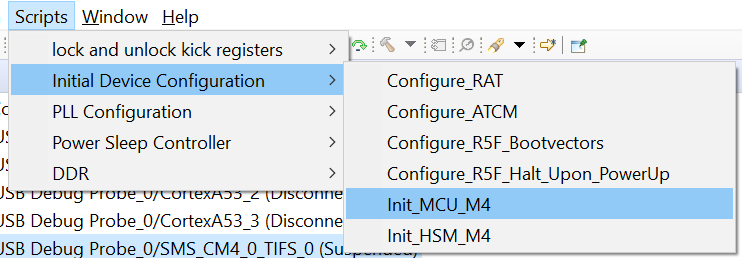 Scripts Window Help
lock and unlock kick registers
Initial Device Configuration
PLL Configuration
Power Sleep Controller
DDR
Configure_RAT
Configure_ATCM
Configure_R5F_Bootvectors
Configure_R5F_Halt_Upon_PowerUp
Init_MCU_M4
Init_HSM_M4
USB Debug Probe_0/CortexA53_2 (Disconne
USB Debug Probe_0/CortexA53_3 (Disconne
USB Debug Probe_0/SMS_CM4_0_TIFS_0 (Suspended)